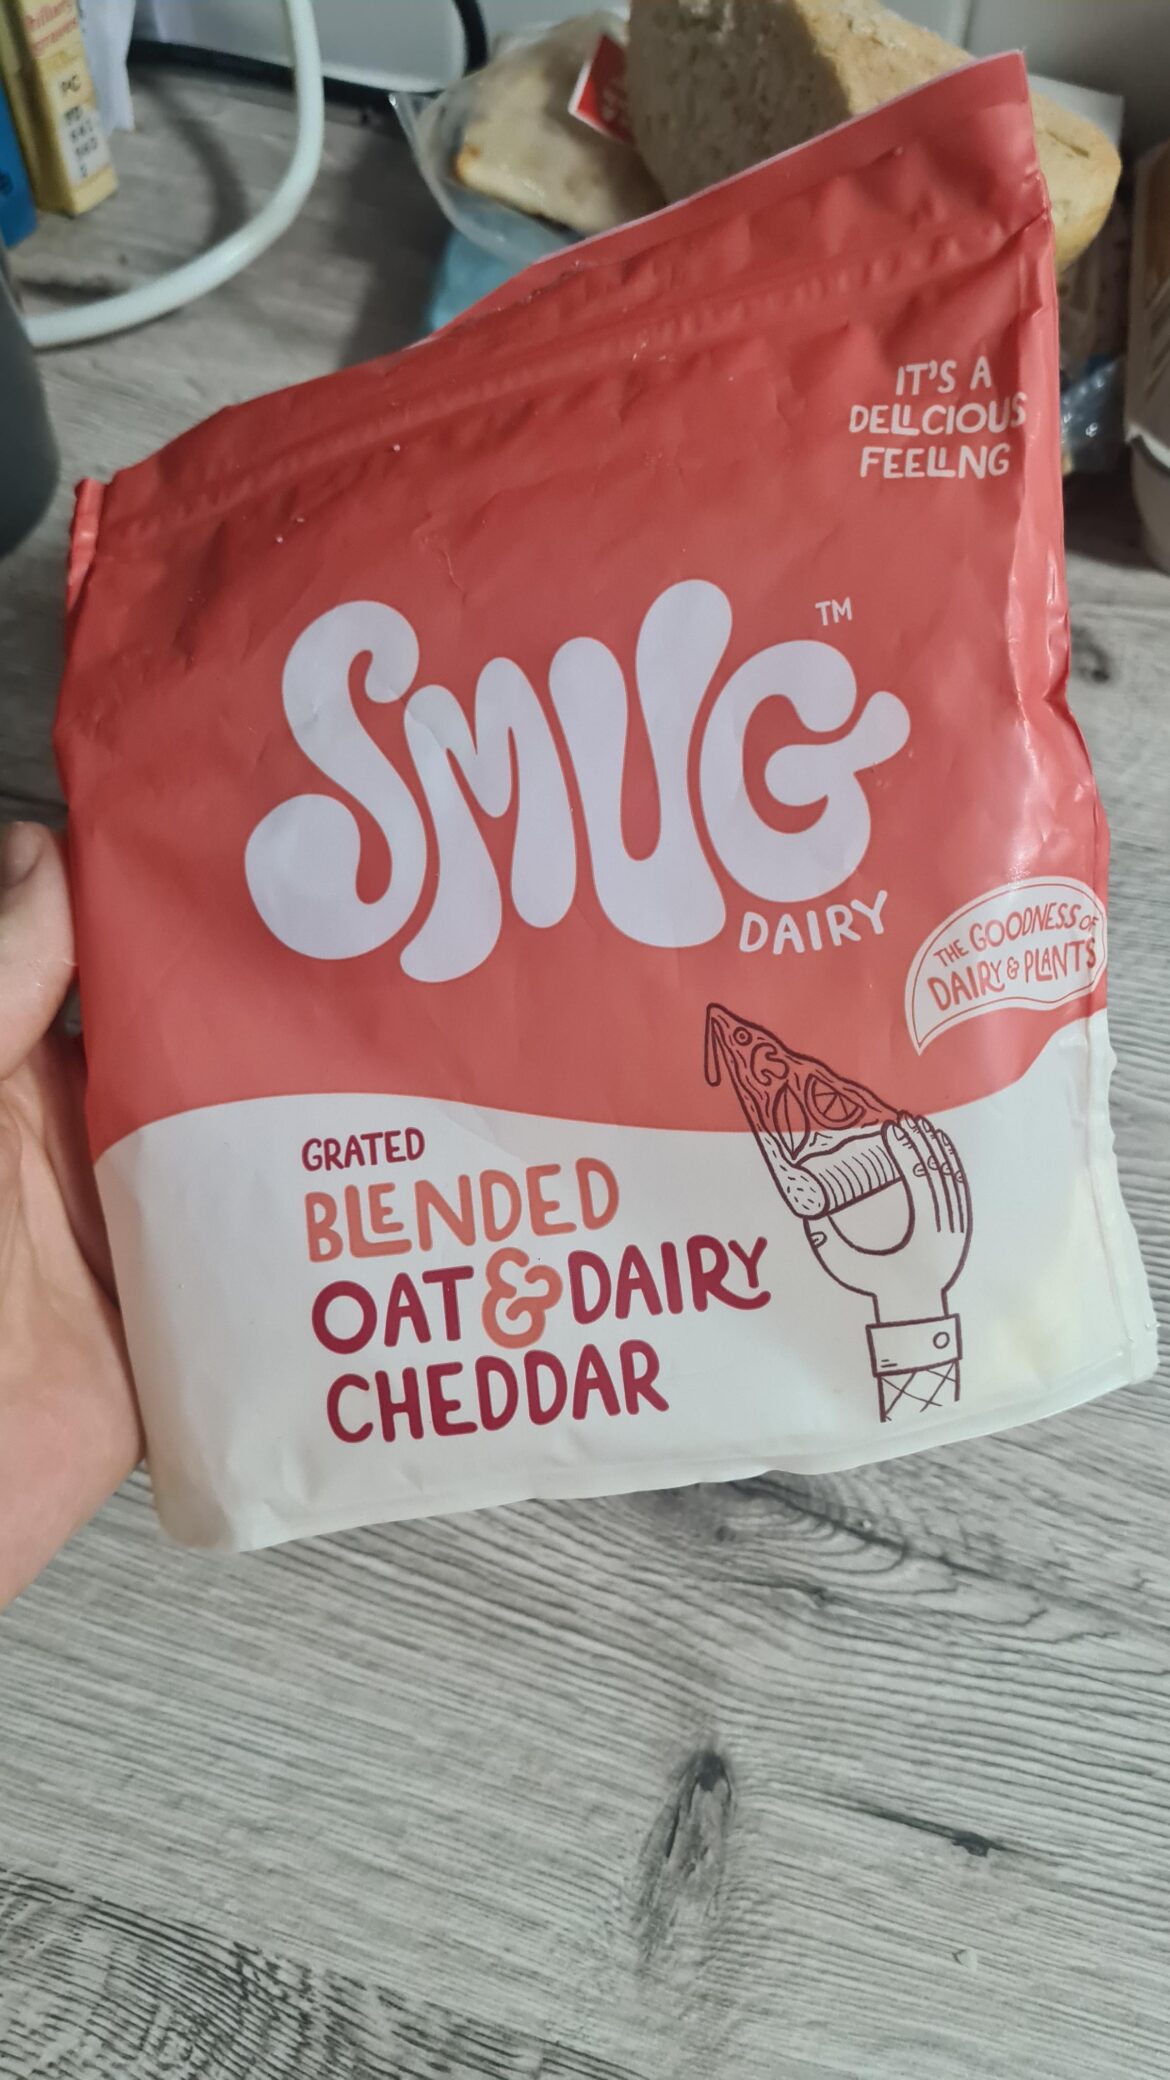 IT'S A
DELICIOUS
FEELING
SMUG
TM
DAIRY
THE GOODNESS OF
DAIRY & PLANTS
GRATED
BLENDED
OAT & DAIRY
CHEDDAR